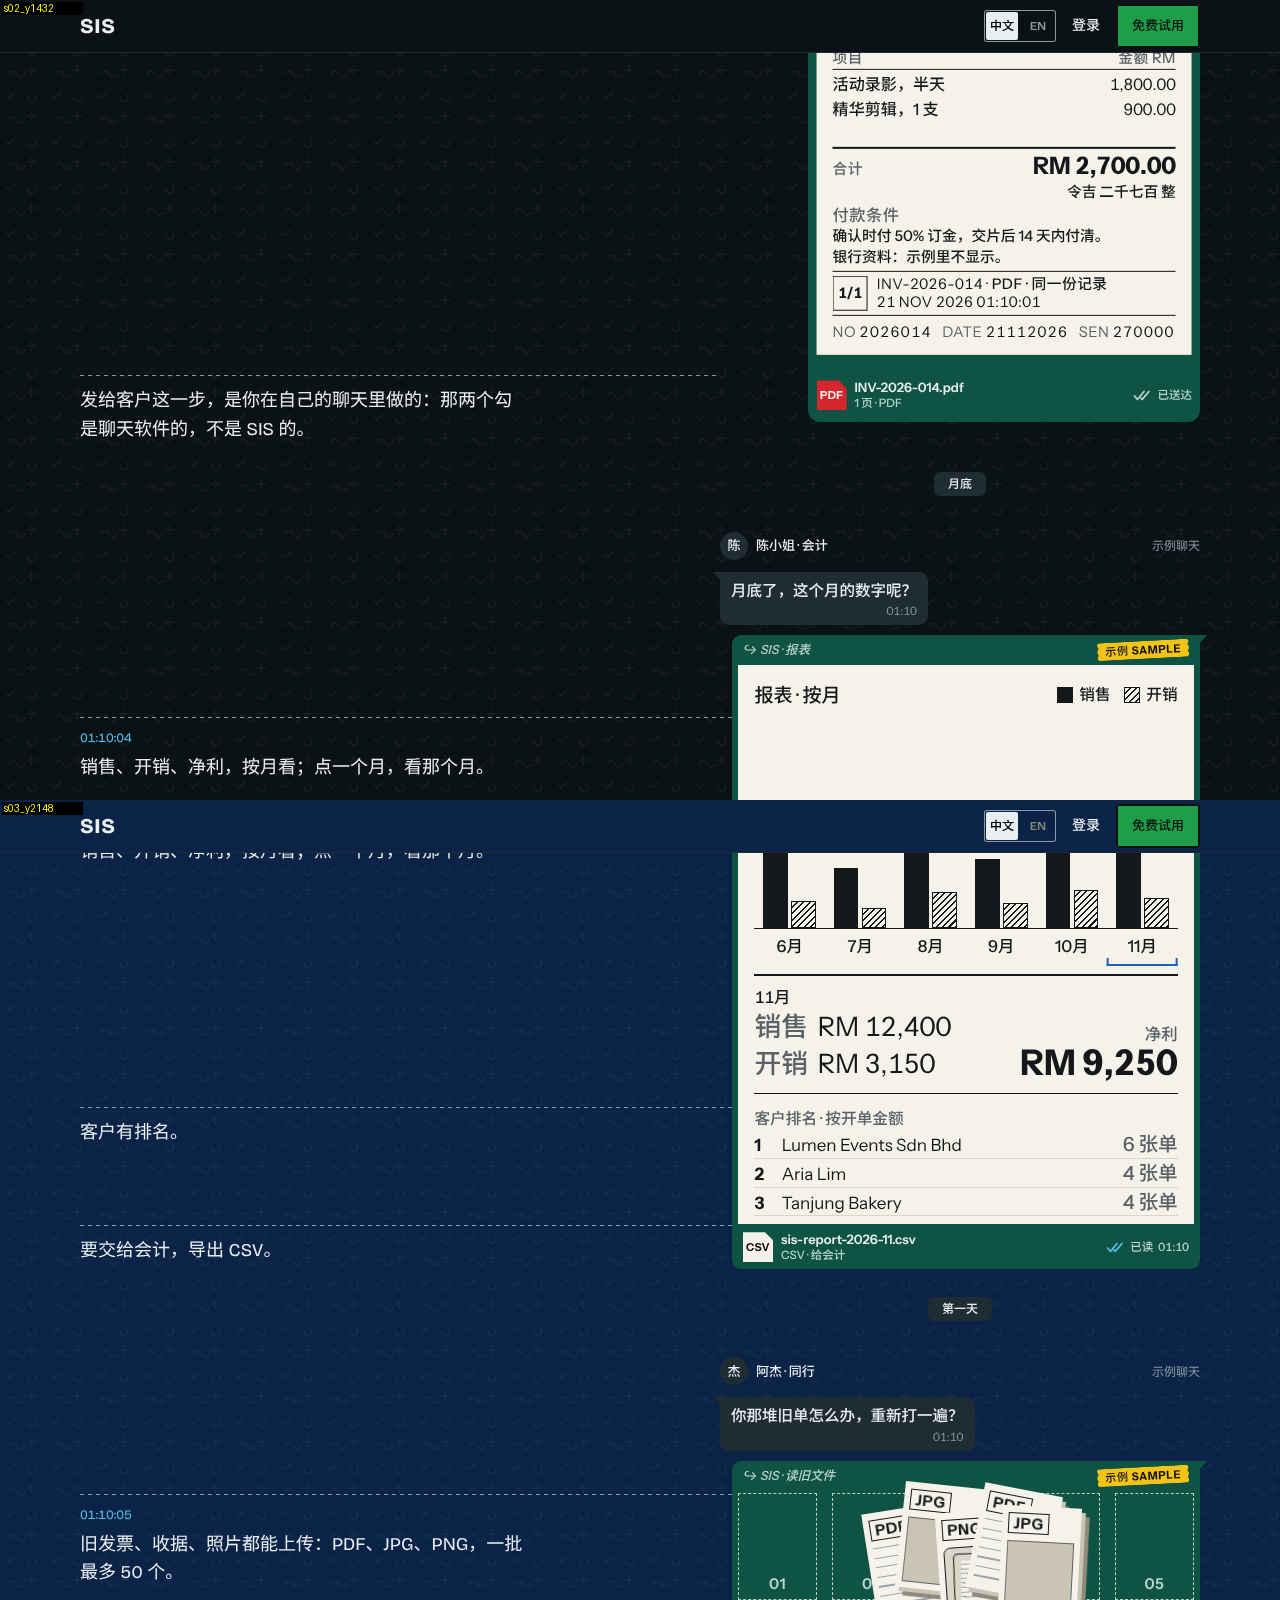 s02_y1432
SIS
中文 EN 登录 免费试用
项目 金额 RM
活动录影，半天 1,800.00
精华剪辑，1 支 900.00
合计 RM 2,700.00
令吉 二千七百 整
付款条件
确认时付 50% 订金，交片后 14 天内付清。
银行资料：示例里不显示。
1/1 INV-2026-014 · PDF · 同一份记录
21 NOV 2026 01:10:01
NO 2026014 DATE 21112026 SEN 270000
INV-2026-014.pdf
1 页 · PDF
已送达
发给客户这一步，是你在自己的聊天里做的：那两个勾
是聊天软件的，不是 SIS 的。
月底
陈 陈小姐 · 会计 示例聊天
月底了，这个月的数字呢？
01:10
SIS · 报表 示例 SAMPLE
报表 · 按月 销售 开销
01:10:04
销售、开销、净利，按月看；点一个月，看那个月。
s03_y2148
SIS
中文 EN 登录 免费试用
销售、开销、净利，按月看；点一个月，看那个月。
6月 7月 8月 9月 10月 11月
11月
销售 RM 12,400
开销 RM 3,150
净利
RM 9,250
客户排名 · 按开单金额
1 Lumen Events Sdn Bhd 6 张单
2 Aria Lim 4 张单
3 Tanjung Bakery 4 张单
客户有排名。
CSV sis-report-2026-11.csv
CSV · 给会计
已读 01:10
要交给会计，导出 CSV。
第一天
杰 阿杰 · 同行 示例聊天
你那堆旧单怎么办，重新打一遍？
01:10
SIS · 读旧文件 示例 SAMPLE
JPG
PDF
PNG
JPG
01
05
01:10:05
旧发票、收据、照片都能上传：PDF、JPG、PNG，一批
最多 50 个。